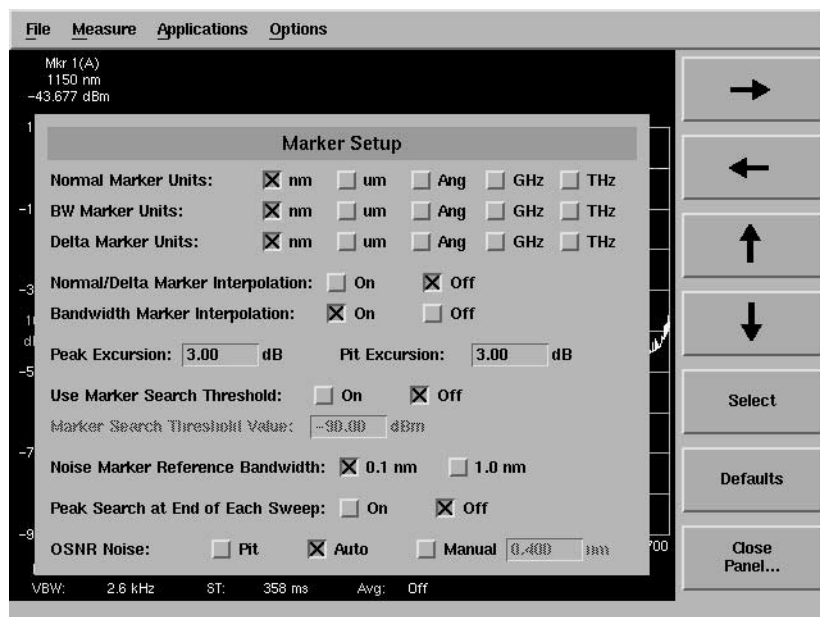 File Measure Applications Options
Mkr 1(A)
1150 nm
-43.677 dBm
Marker Setup
Normal Marker Units: nm um Ang GHz THz
BW Marker Units: nm um Ang GHz THz
Delta Marker Units: nm um Ang GHz THz
Normal/Delta Marker Interpolation: On Off
Bandwidth Marker Interpolation: On Off
Peak Excursion: 3.00 dB Pit Excursion: 3.00 dB
Use Marker Search Threshold: On Off
Marker Search Threshold Value: -90.00 dBm
Noise Marker Reference Bandwidth: 0.1 nm 1.0 nm
Peak Search at End of Each Sweep: On Off
OSNR Noise: Pit Auto Manual 0.400 nm
VBW: 2.6 kHz ST: 358 ms Avg: Off
Select
Defaults
Close
Panel...